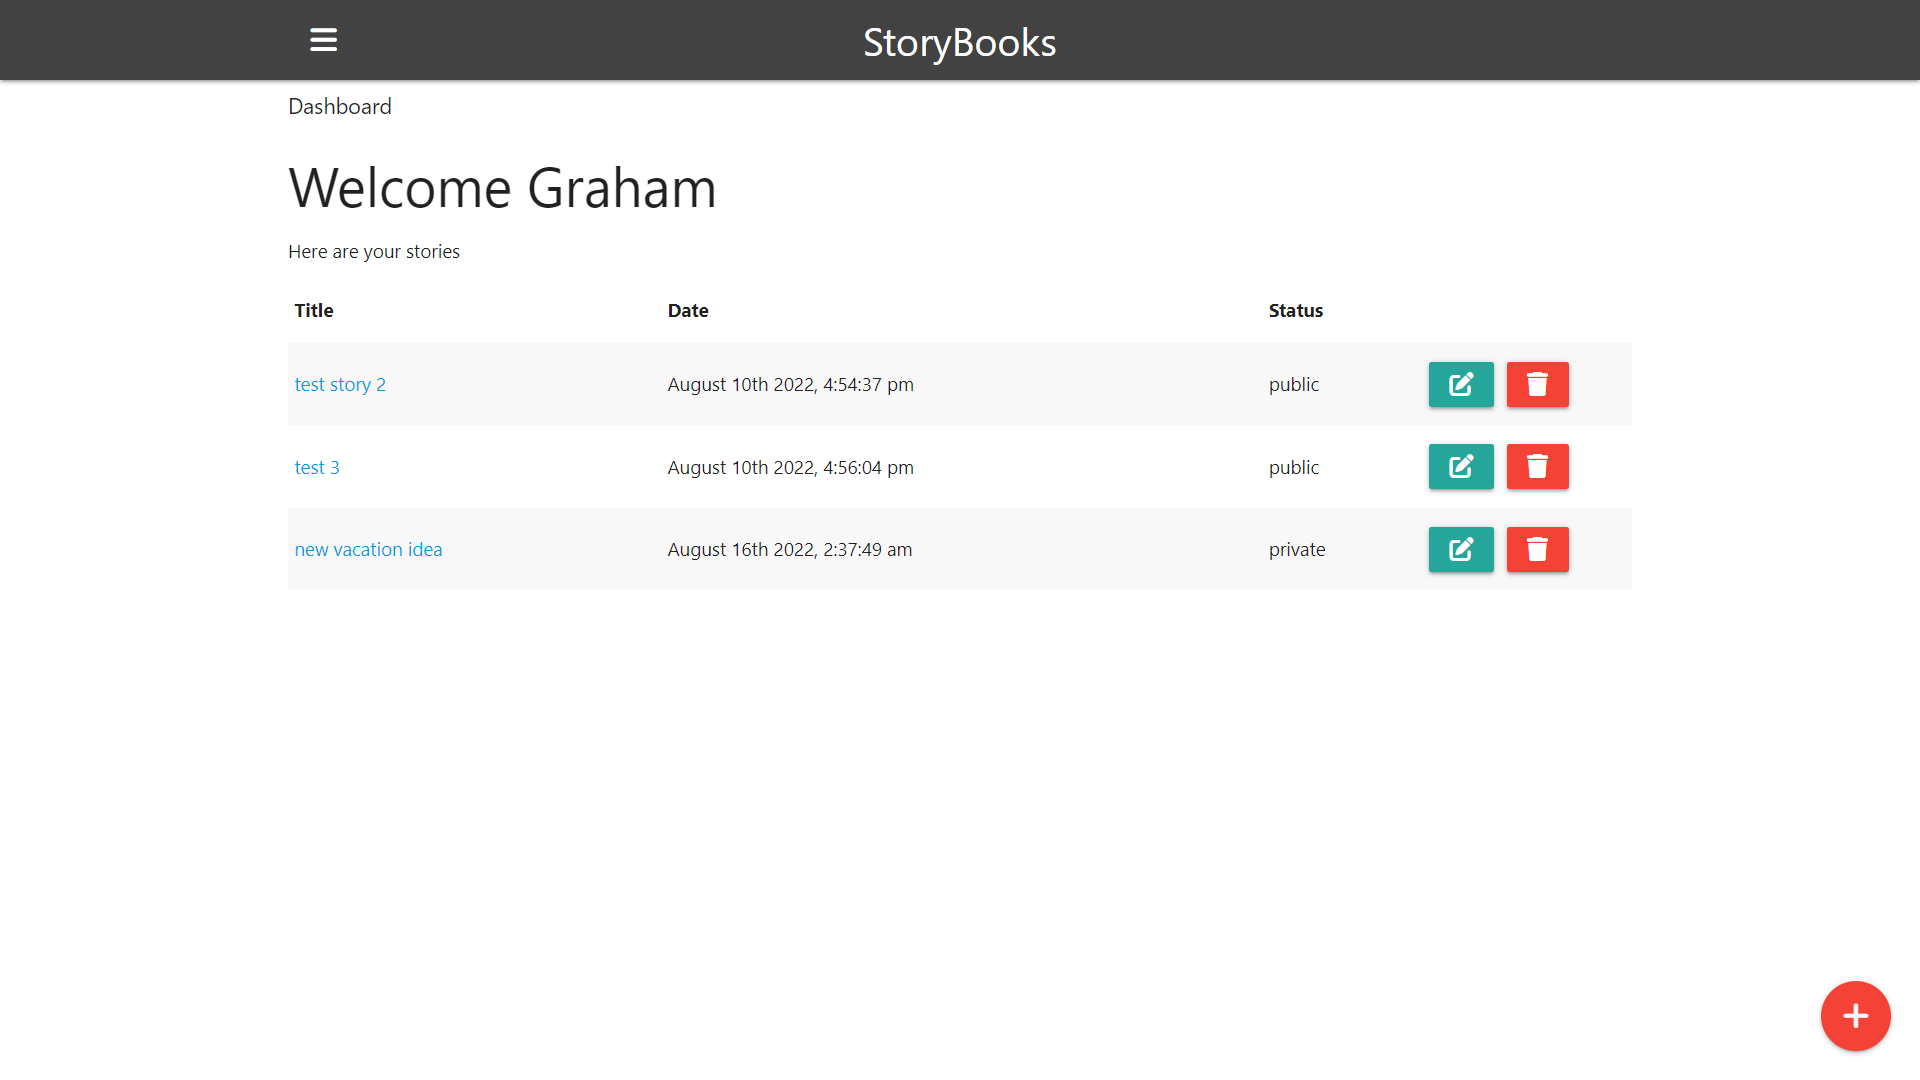 StoryBooks
Dashboard
Welcome Graham
Here are your stories
Title Date Status
test story 2 August 10th 2022, 4:54:37 pm public
test 3 August 10th 2022, 4:56:04 pm public
new vacation idea August 16th 2022, 2:37:49 am private